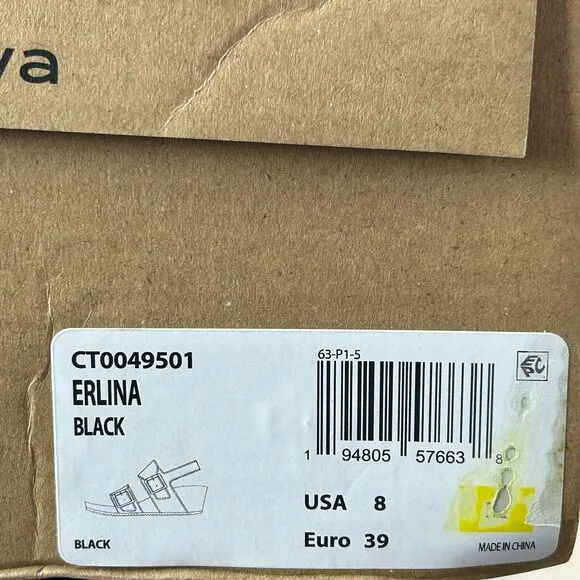 va
CT0049501
ERLINA
BLACK
BLACK
63-P1-5
1 94805 57663 8
USA 8
Euro 39
EPC
MADE IN CHINA